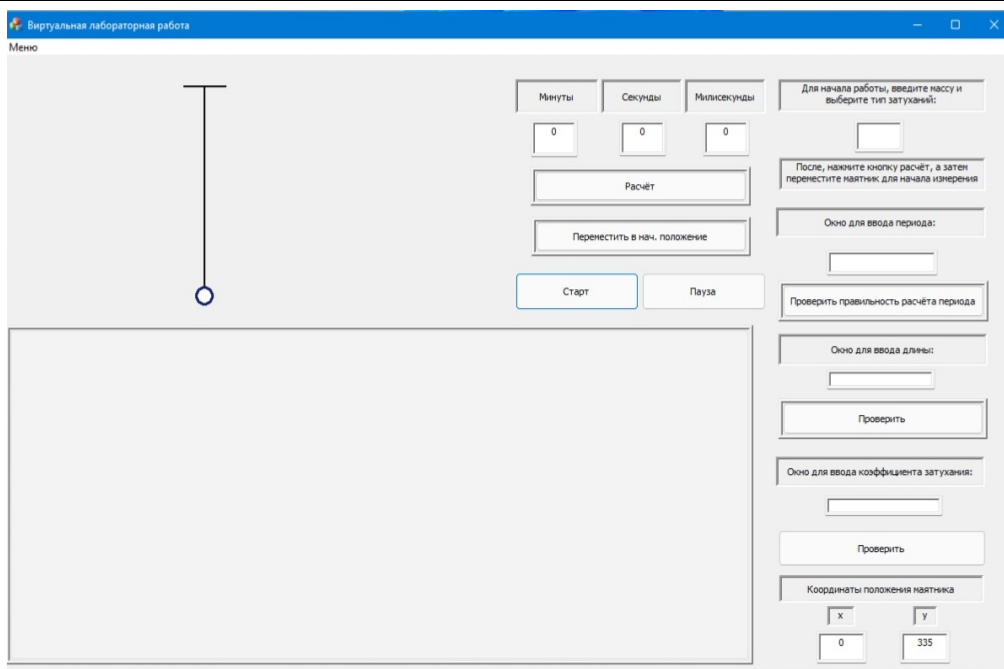 Виртуальная лабораторная работа
Меню
Минуты
Секунды
Милисекунды
0
0
0
Расчёт
Переместить в нач. положение
Старт
Пауза
Для начала работы, введите массу и
выберите тип затуханий:
После, нажмите кнопку расчёт, а затем
переместите маятник для начала измерения
Окно для ввода периода:
Проверить правильность расчёта периода
Окно для ввода длины:
Проверить
Окно для ввода коэффициента затухания:
Проверить
Координаты положения маятника
x
y
0
335